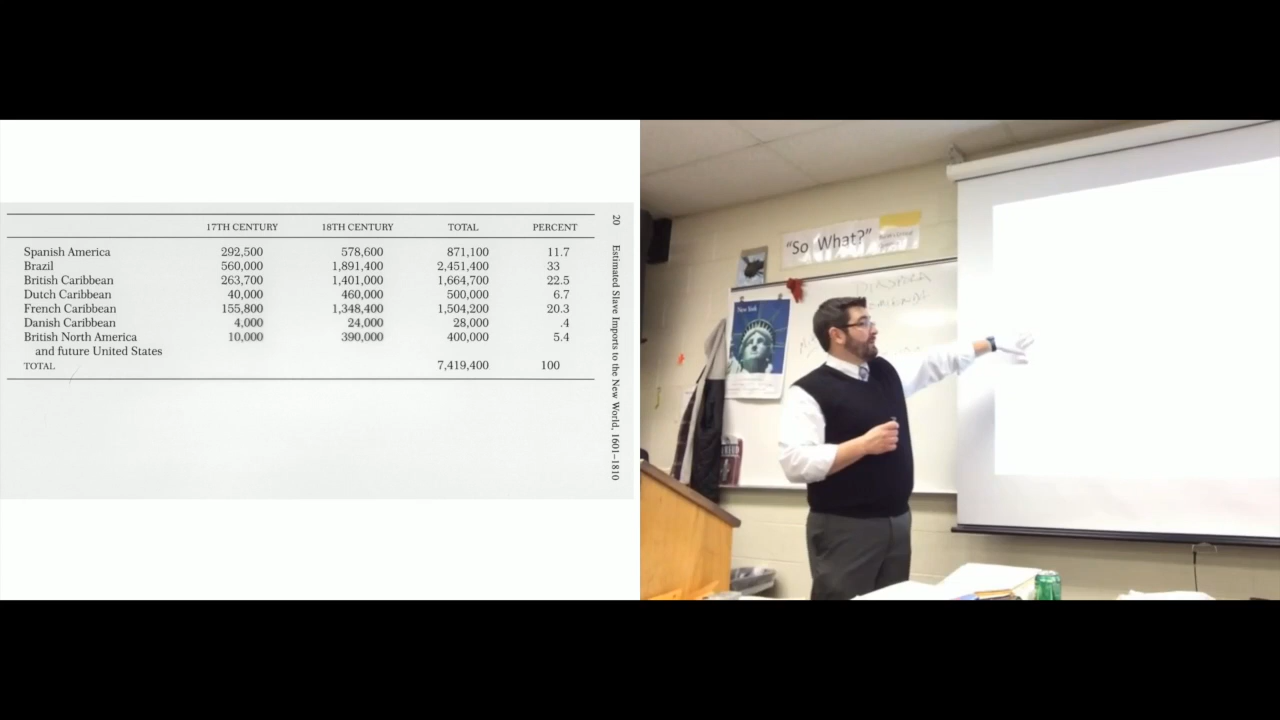 17TH CENTURY 18TH CENTURY TOTAL PERCENT
Spanish America 292,500 578,600 871,100 11.7
Brazil 560,000 1,891,400 2,451,400 33
British Caribbean 263,700 1,401,000 1,664,700 22.5
Dutch Caribbean 40,000 460,000 500,000 6.7
French Caribbean 155,800 1,348,400 1,504,200 20.3
Danish Caribbean 4,000 24,000 28,000 .4
British North America 10,000 390,000 400,000 5.4
and future United States
TOTAL 7,419,400 100
20 Estimated Slave Imports to the New World, 1601–1810
"So What?"
DIASPORA
New York